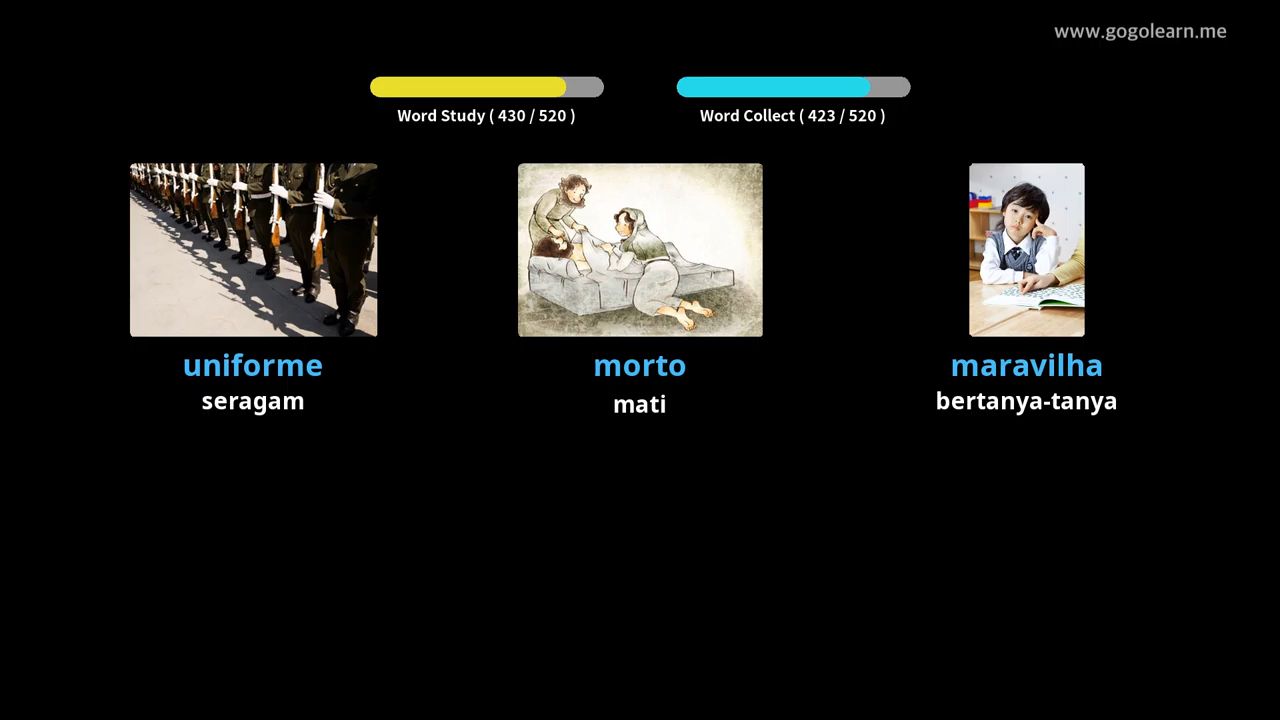 www.gogolearn.me
Word Study ( 430 / 520 )
Word Collect ( 423 / 520 )
uniforme
seragam
morto
mati
maravilha
bertanya-tanya